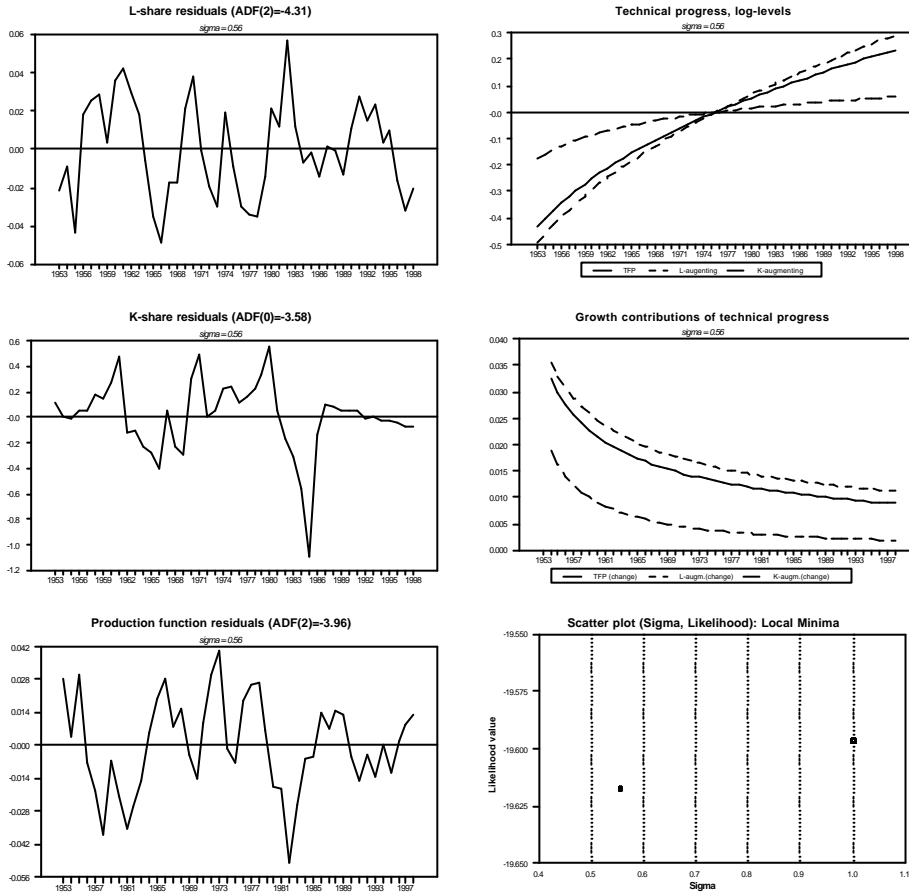 L-share residuals (ADF(2)=-4.31)
sigma = 0.56
0.06
0.04
0.02
0.00
-0.02
-0.04
-0.06
1953 1956 1959 1962 1965 1968 1971 1974 1977 1980 1983 1986 1989 1992 1995 1998
Technical progress, log-levels
sigma = 0.56
0.3
0.2
0.1
-0.0
-0.1
-0.2
-0.3
-0.4
-0.5
1953 1956 1959 1962 1965 1968 1971 1974 1977 1980 1983 1986 1989 1992 1995 1998
TFP L-augenting K-augmenting
K-share residuals (ADF(0)=-3.58)
sigma = 0.56
0.6
0.4
0.2
-0.0
-0.2
-0.4
-0.6
-0.8
-1.0
-1.2
1953 1956 1959 1962 1965 1968 1971 1974 1977 1980 1983 1986 1989 1992 1995 1998
Growth contributions of technical progress
sigma = 0.56
0.040
0.035
0.030
0.025
0.020
0.015
0.010
0.005
0.000
1953 1957 1961 1965 1969 1973 1977 1981 1985 1989 1993 1997
TFP (change) L-augm.(change) K-augm.(change)
Production function residuals (ADF(2)=-3.96)
sigma = 0.56
0.042
0.028
0.014
-0.000
-0.014
-0.028
-0.042
-0.056
1953 1957 1961 1965 1969 1973 1977 1981 1985 1989 1993 1997
Scatter plot (Sigma, Likelihood): Local Minima
Likelihood value
-19.550
-19.575
-19.600
-19.625
-19.650
0.4 0.5 0.6 0.7 0.8 0.9 1.0 1.1
Sigma